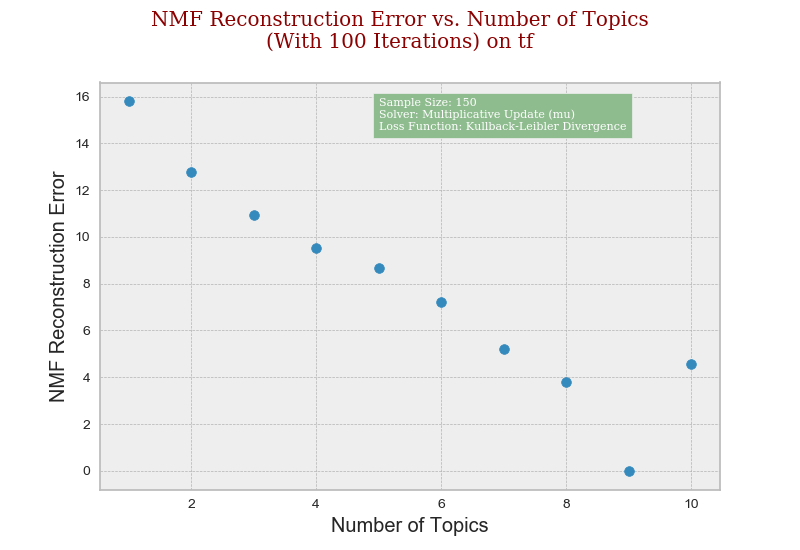 NMF Reconstruction Error vs. Number of Topics
(With 100 Iterations) on tf
Sample Size: 150
Solver: Multiplicative Update (mu)
Loss Function: Kullback-Leibler Divergence
NMF Reconstruction Error
16
14
12
10
8
6
4
2
0
2 4 6 8 10
Number of Topics